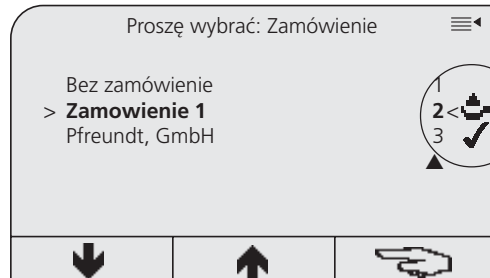 Proszę wybrać: Zamówienie
Bez zamówienie 1
> Zamowienie 1 2<
Pfreundt, GmbH 3